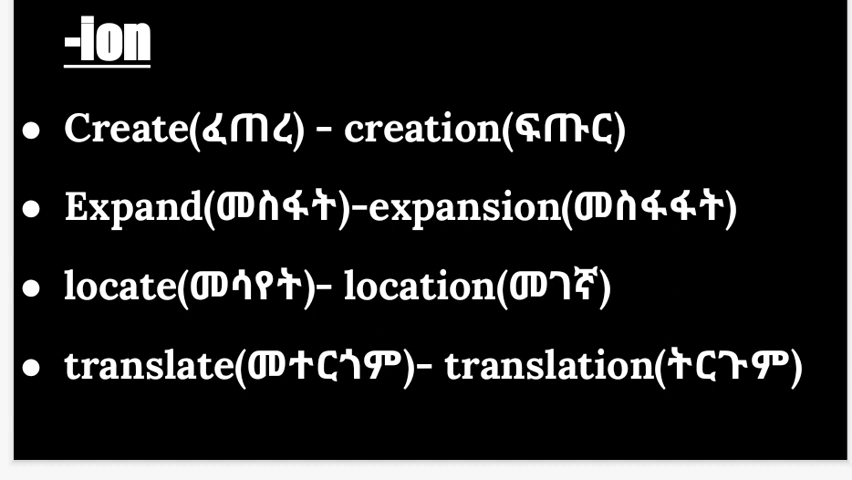 -ion
● Create(ፈጠረ) - creation(ፍጡር)
● Expand(መስፋት)-expansion(መስፋፋት)
● locate(መሳየት)- location(መገኛ)
● translate(መተርጎም)- translation(ትርጉም)